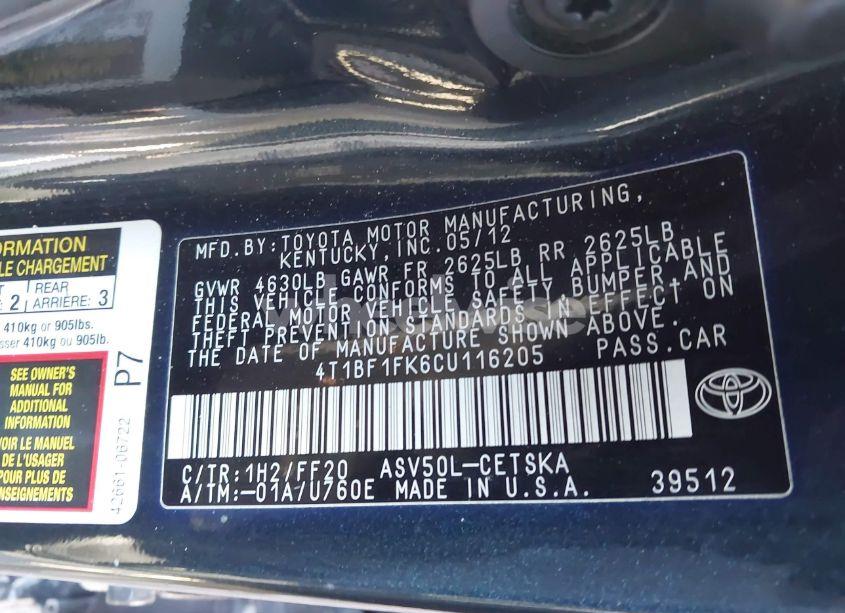 ORMATION
E CHARGEMENT
REAR
2 ARRIÈRE: 3
410kg or 905lbs.
sser 410kg ou 905lb.
SEE OWNER'S
MANUAL FOR
ADDITIONAL
INFORMATION
OIR LE MANUEL
DE L'USAGER
POUR PLUS DE
NSEIGNEMENTS
P7
42661-06722
MFD.BY:TOYOTA MOTOR MANUFACTURING,
KENTUCKY,INC.05/12
GVWR 4630LB GAWR FR 2625LB RR 2625LB
THIS VEHICLE CONFORMS TO ALL APPLICABLE
FEDERAL MOTOR VEHICLE SAFETY, BUMPER, AND
THEFT PREVENTION STANDARDS IN EFFECT ON
THE DATE OF MANUFACTURE SHOWN ABOVE.
4T1BF1FK6CU116205 PASS.CAR
C/TR:1H2/FF20 ASV50L-CETSKA
A/TM:-01A/U760E MADE IN U.S.A. 39512